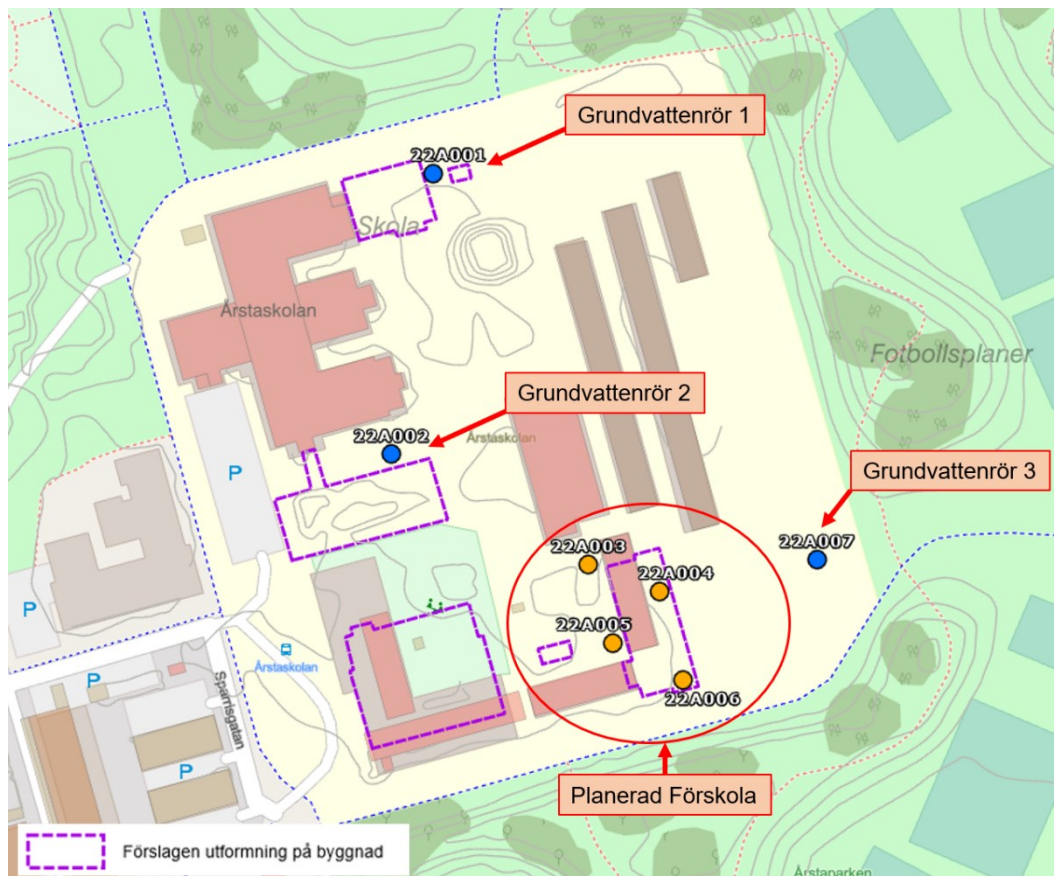 Grundvattenrör 1
22A001
Skola
Årstaskolan
Fotbollsplaner
Grundvattenrör 2
22A002
Årstaskolan
Grundvattenrör 3
P
22A003
22A007
22A004
P
22A005
Årstaskolan
P
Sparrisgatan
22A006
P
Planerad Förskola
Förslagen utformning på byggnad
Årstaparken